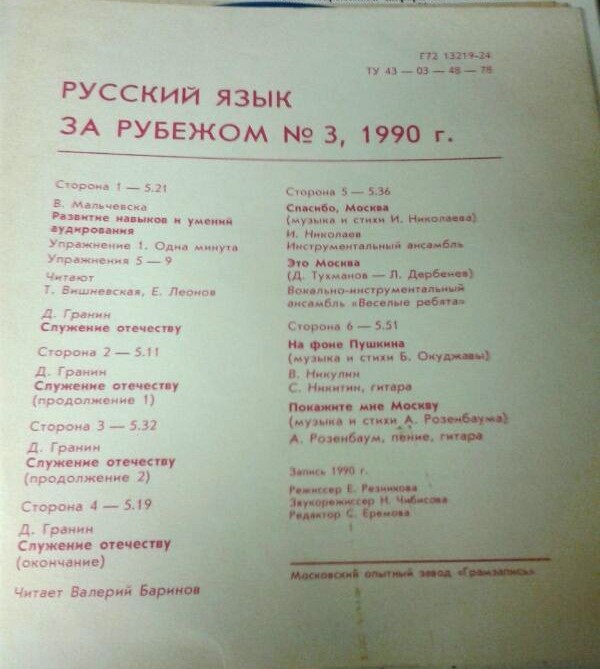 Г72 13219-24
ТУ 43 — 03 — 48 — 78
РУССКИЙ ЯЗЫК
ЗА РУБЕЖОМ № 3, 1990 г.
Сторона 1 — 5.21
В. Мальчевска
Развитие навыков и умений
аудирования
Упражнение 1. Одна минута
Упражнения 5 — 9
Читают
Т. Вишневская, Е. Леонов
Д. Гранин
Служение отечеству
Сторона 2 — 5.11
Д. Гранин
Служение отечеству
(продолжение 1)
Сторона 3 — 5.32
Д. Гранин
Служение отечеству
(продолжение 2)
Сторона 4 — 5.19
Д. Гранин
Служение отечеству
(окончание)
Читает Валерий Баринов
Сторона 5 — 5.36
Спасибо, Москва
(музыка и стихи И. Николаева)
И. Николаев
Инструментальный ансамбль
Это Москва
(Д. Тухманов — Л. Дербенев)
Вокально-инструментальный
ансамбль «Веселые ребята»
Сторона 6 — 5.51
На фоне Пушкина
(музыка и стихи Б. Окуджавы)
В. Никулин
С. Никитин, гитара
Покажите мне Москву
(музыка и стихи А. Розенбаума)
А. Розенбаум, пение, гитара
Запись 1990 г.
Режиссер Е. Резникова
Звукорежиссер Н. Чибисова
Редактор С. Еремова
Московский опытный завод «Грамзапись»